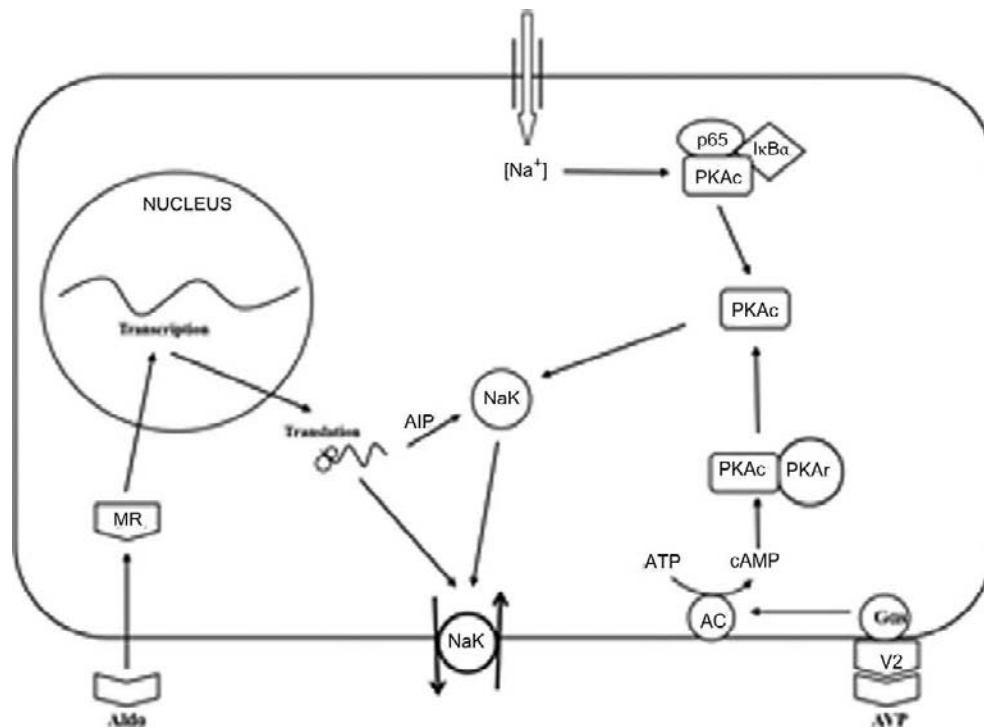 p65
IκBα
[Na⁺]
PKAc
NUCLEUS
PKAc
Transcription
NaK
AIP
Translation
PKAc
PKAr
MR
ATP
cAMP
AC
Gαs
NaK
V2
Aldo
AVP